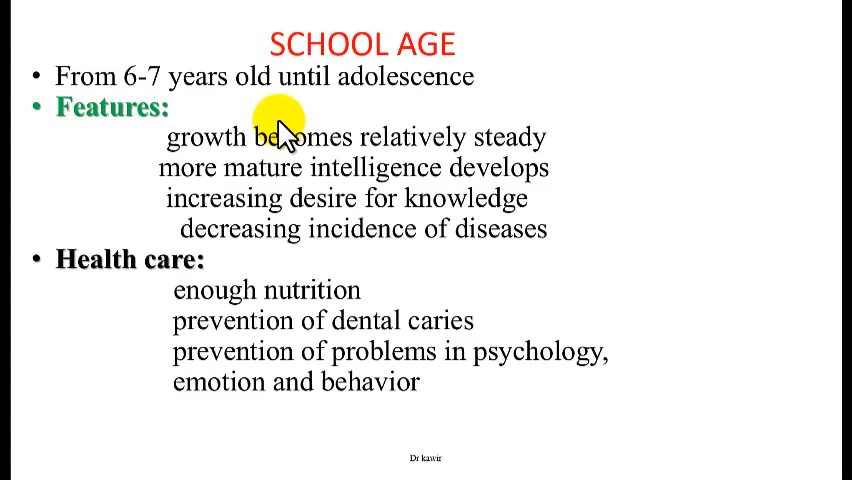 SCHOOL AGE
• From 6-7 years old until adolescence
• Features:
growth becomes relatively steady
more mature intelligence develops
increasing desire for knowledge
decreasing incidence of diseases
• Health care:
enough nutrition
prevention of dental caries
prevention of problems in psychology,
emotion and behavior
Dr kawir